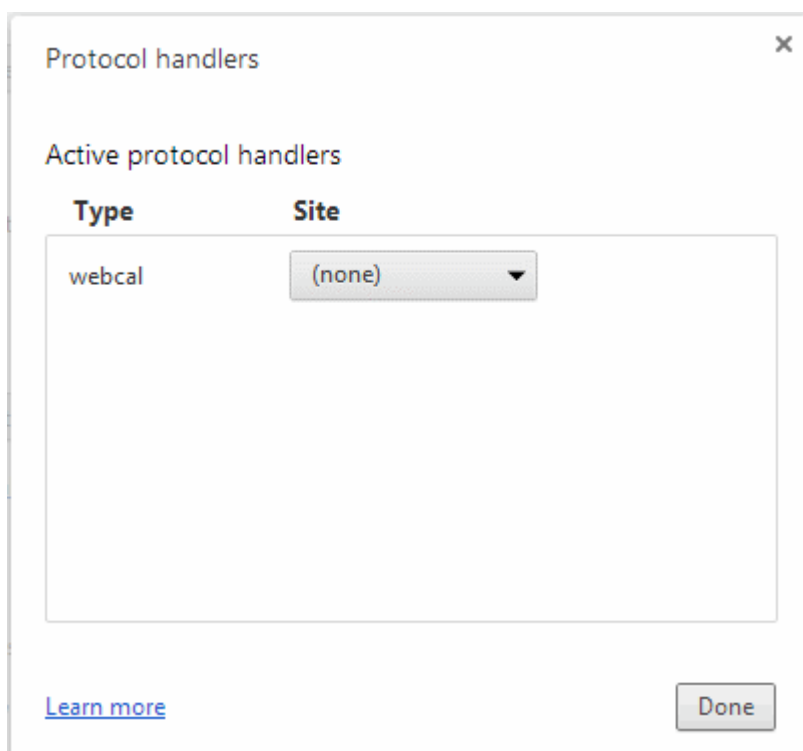 Protocol handlers
Active protocol handlers
Type Site
webcal (none)
Learn more Done